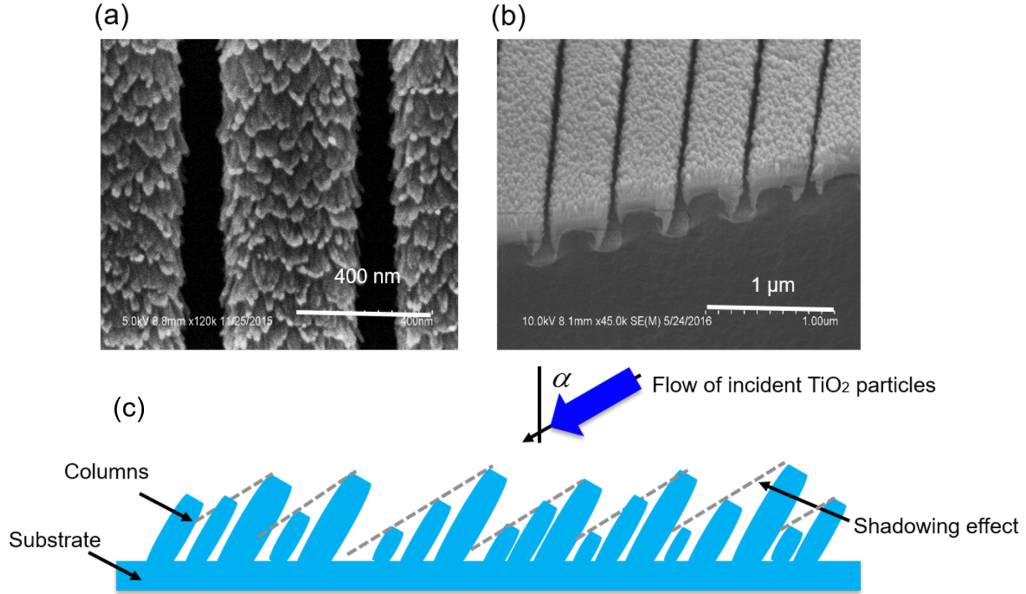 (a)
(b)
400 nm
5.0kV 8.8mm x120k 11/25/2015
400nm
1 μm
10.0kV 8.1mm x45.0k SE(M) 5/24/2016
1.00um
α
Flow of incident TiO₂ particles
(c)
Columns
Substrate
Shadowing effect